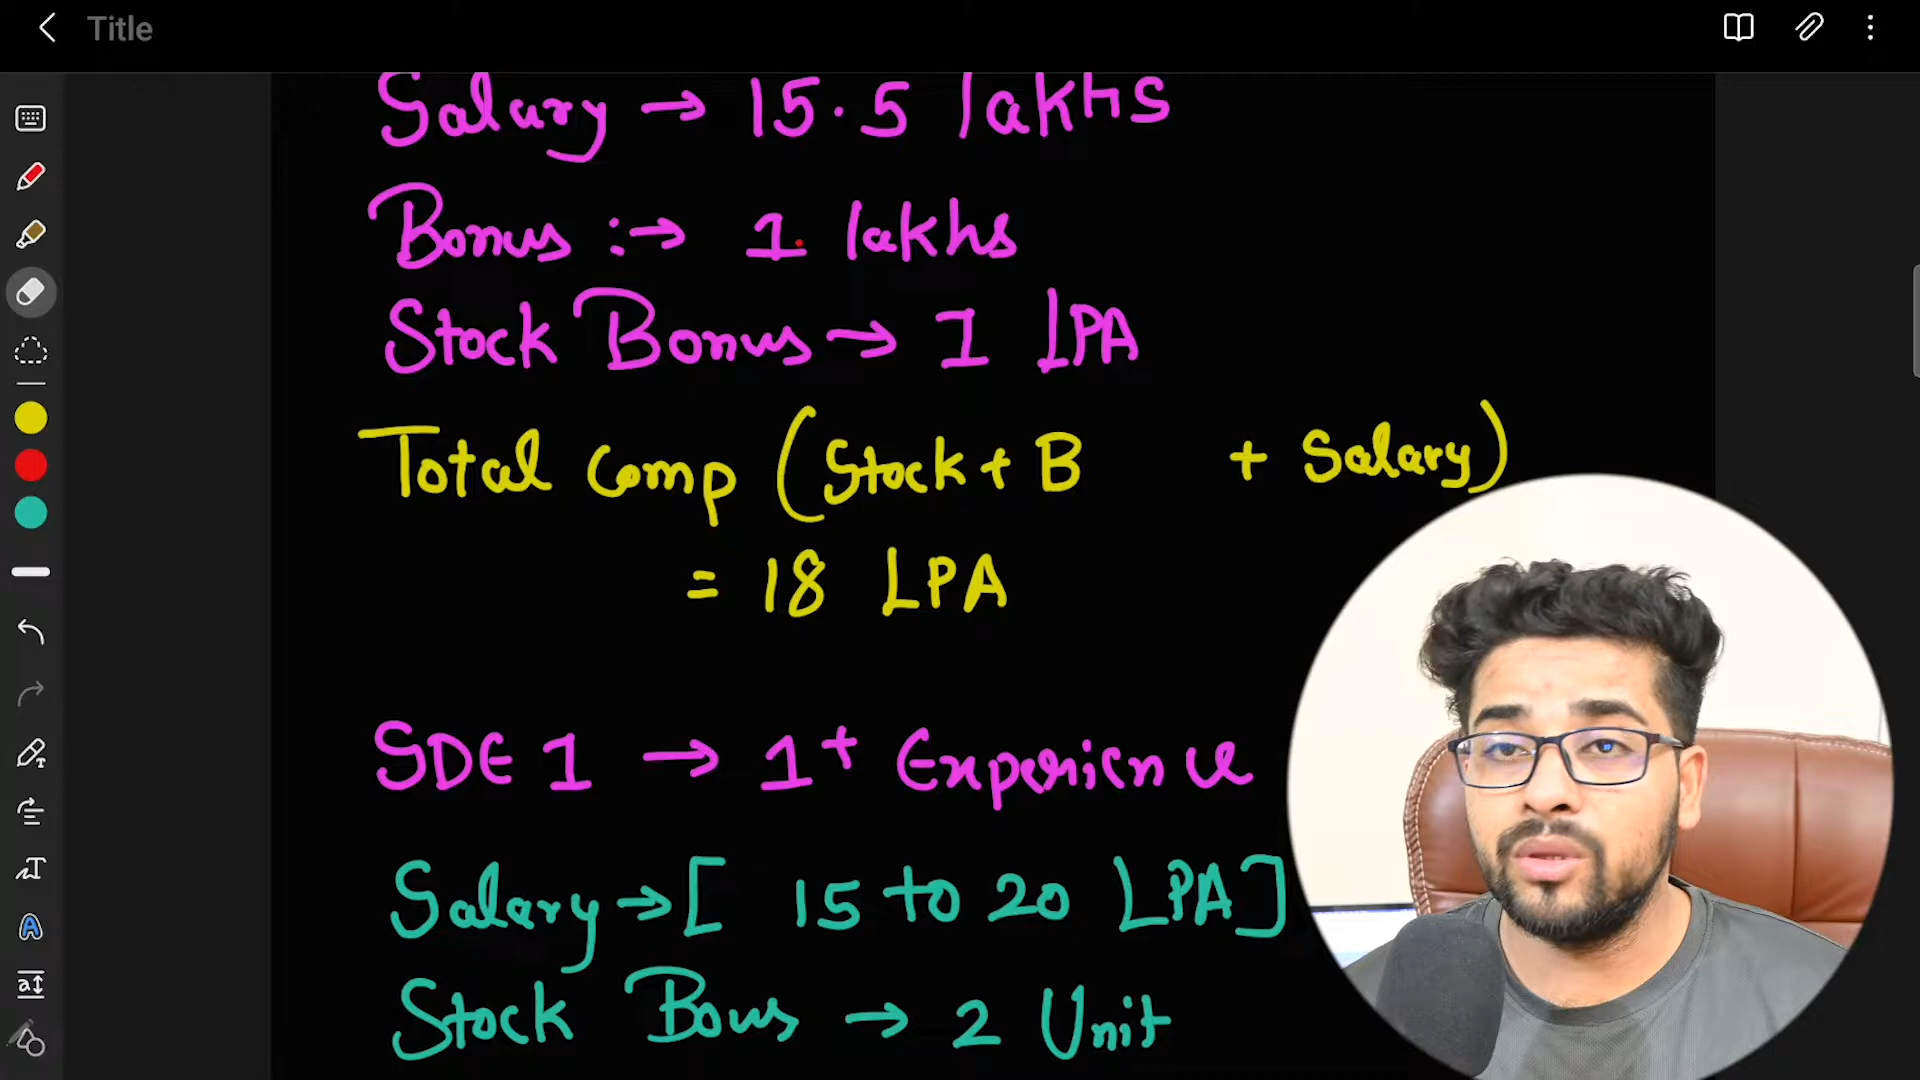 Title
Salary → 15.5 lakhs
Bonus :→ 1 lakhs
Stock Bonus → 1 LPA
Total Comp (Stock + B + Salary)
= 18 LPA
SDE 1 → 1+ Experience
Salary → [ 15 to 20 LPA ]
Stock Bous → 2 Unit